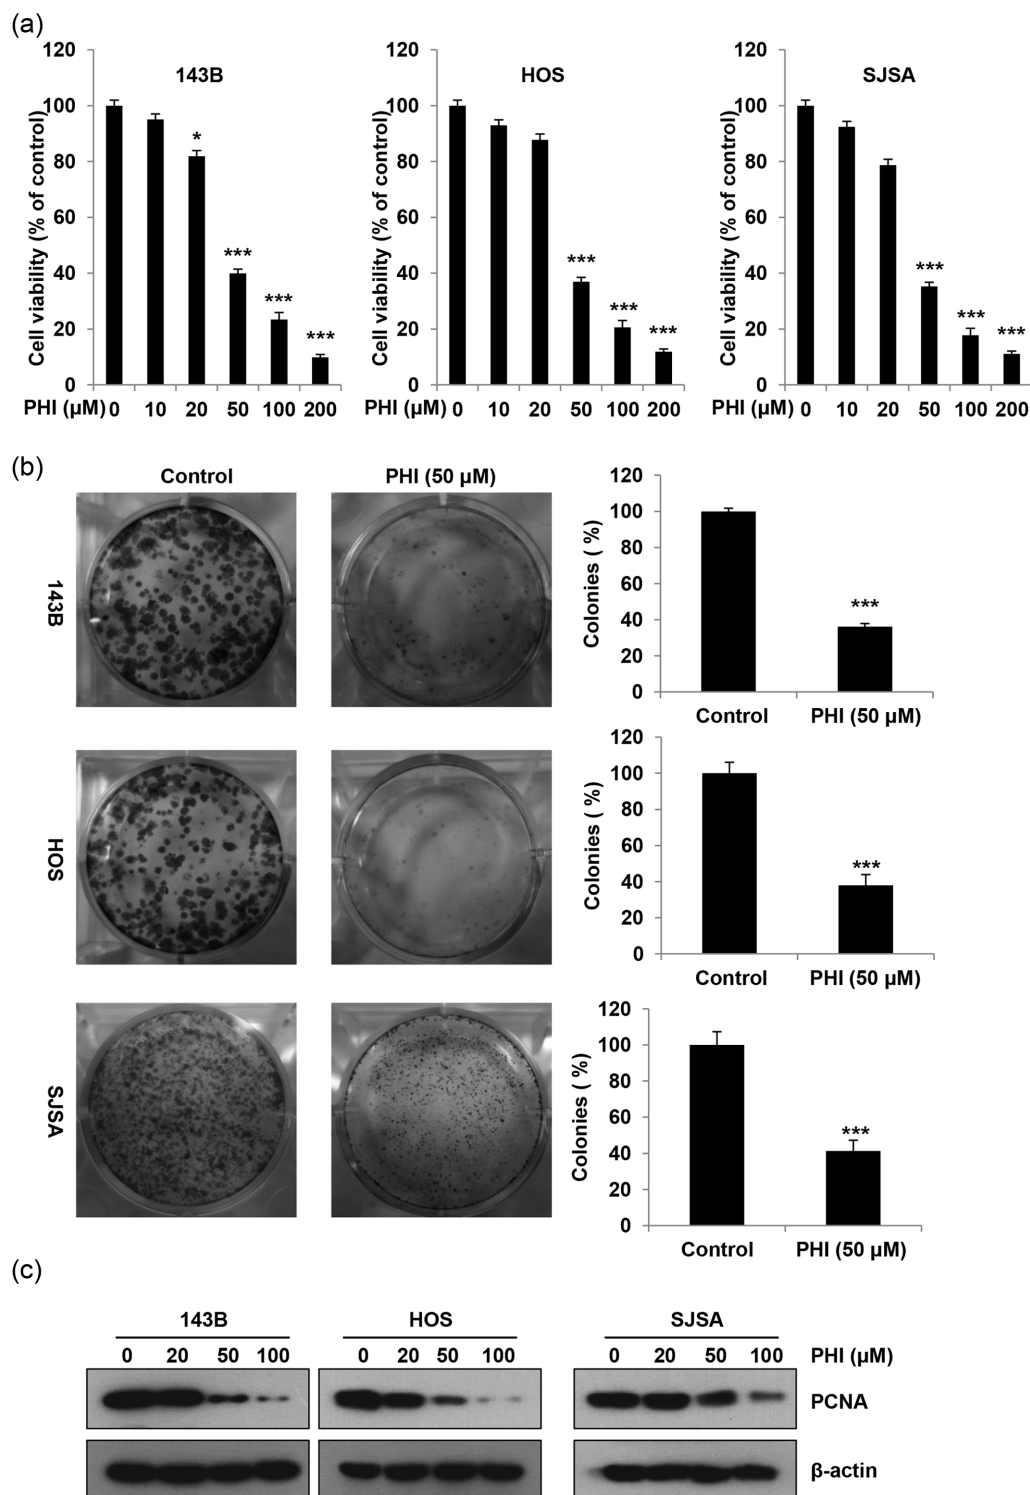 (a)
143B
Cell viability (% of control)
120
100
80
60
40
20
0
*
***
***
***
PHI (µM) 0 10 20 50 100 200
HOS
Cell viability (% of control)
120
100
80
60
40
20
0
***
***
***
PHI (µM) 0 10 20 50 100 200
SJSA
Cell viability (% of control)
120
100
80
60
40
20
0
***
***
***
PHI (µM) 0 10 20 50 100 200
(b)
Control PHI (50 µM)
143B
Colonies ( %)
120
100
80
60
40
20
0
***
Control PHI (50 µM)
HOS
Colonies ( %)
120
100
80
60
40
20
0
***
Control PHI (50 µM)
SJSA
Colonies ( %)
120
100
80
60
40
20
0
***
Control PHI (50 µM)
(c)
143B HOS SJSA
0 20 50 100 0 20 50 100 0 20 50 100 PHI (µM)
PCNA
β-actin